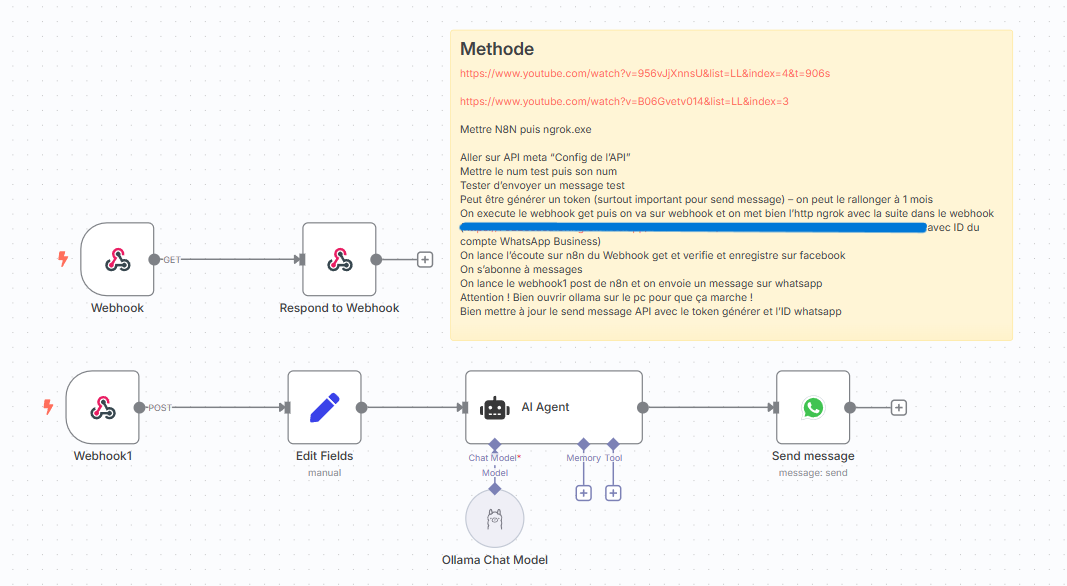 Methode
https://www.youtube.com/watch?v=956vJjXnnsU&list=LL&index=4&t=906s
https://www.youtube.com/watch?v=B06Gvetv014&list=LL&index=3
Mettre N8N puis ngrok.exe
Aller sur API meta “Config de l’API”
Mettre le num test puis son num
Tester d’envoyer un message test
Peut être générer un token (surtout important pour send message) – on peut le rallonger à 1 mois
On execute le webhook get puis on va sur webhook et on met bien l’http ngrok avec la suite dans le webhook
avec ID du
compte WhatsApp Business)
On lance l’écoute sur n8n du Webhook get et verifie et enregistre sur facebook
On s’abonne à messages
On lance le webhook1 post de n8n et on envoie un message sur whatsapp
Attention ! Bien ouvrir ollama sur le pc pour que ça marche !
Bien mettre à jour le send message API avec le token générer et l’ID whatsapp
GET
Webhook
Respond to Webhook
POST
Webhook1
Edit Fields
manual
AI Agent
Chat Model*
Memory
Tool
Model
Ollama Chat Model
Send message
message: send